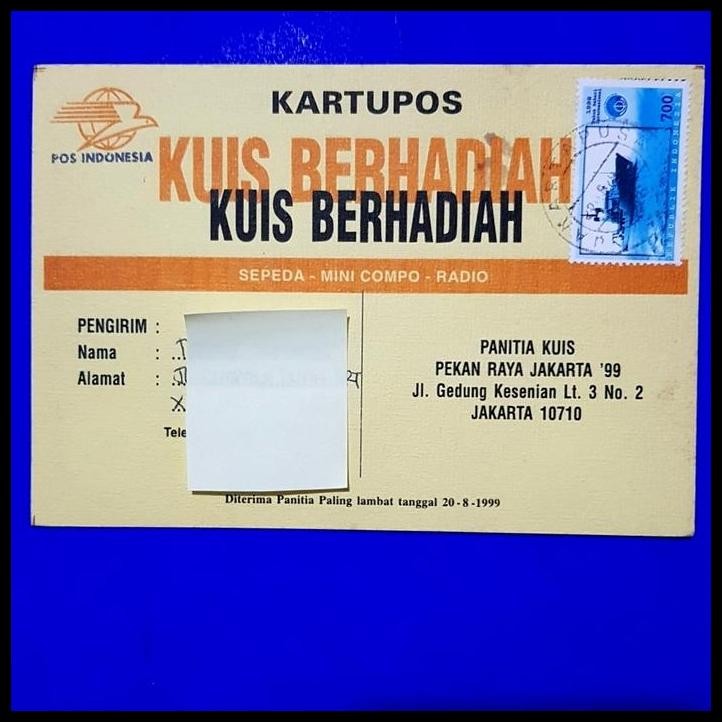 KARTUPOS
POS INDONESIA
KUIS BERHADIAH
KUIS BERHADIAH
1998
700
REPUBLIK INDONESIA
SEPEDA - MINI COMPO - RADIO
PENGIRIM :
Nama :
Alamat :
Tele
PANITIA KUIS
PEKAN RAYA JAKARTA '99
Jl. Gedung Kesenian Lt. 3 No. 2
JAKARTA 10710
Diterima Panitia Paling lambat tanggal 20-8-1999